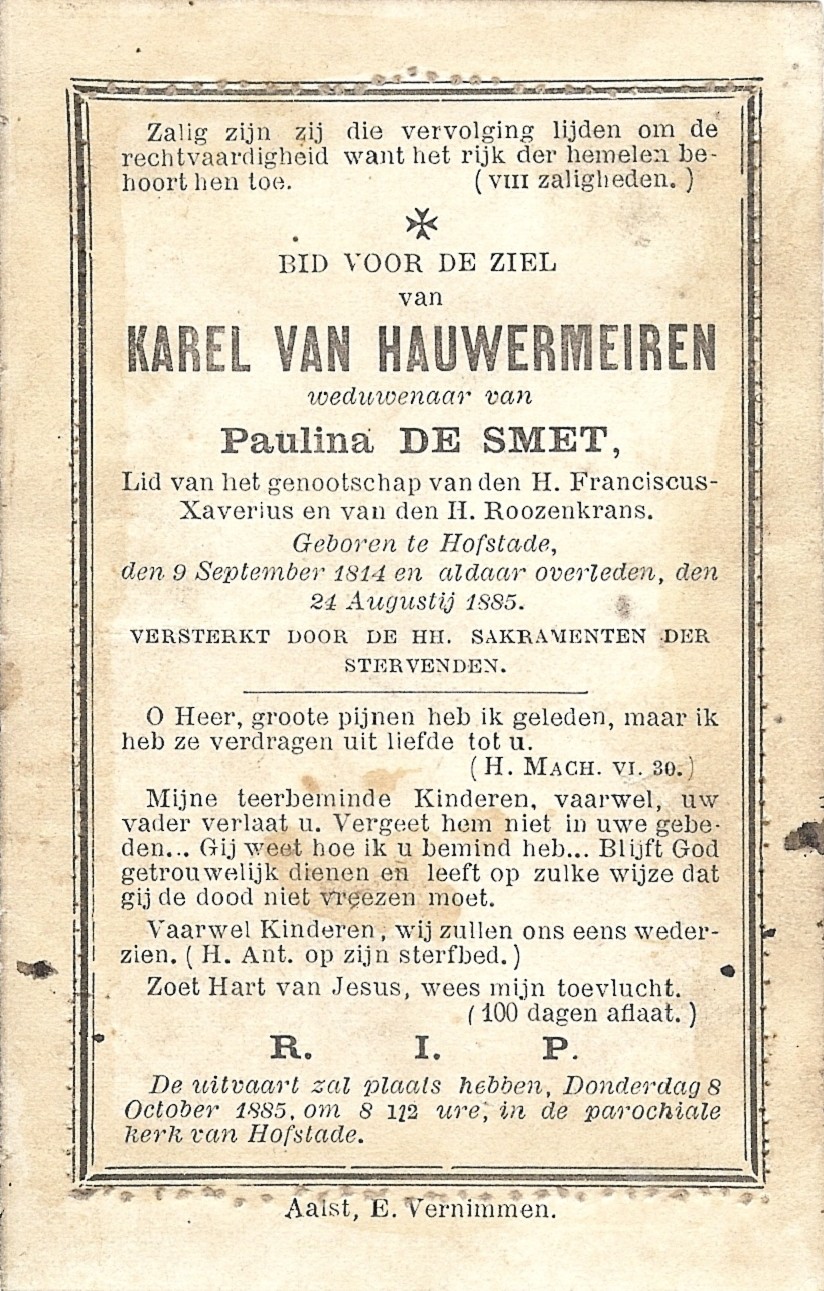 Zalig zijn zij die vervolging lijden om de
rechtvaardigheid want het rijk der hemelen be-
hoort hen toe. (VIII zaligheden.)
BID VOOR DE ZIEL
van
KAREL VAN HAUWERMEIREN
weduwenaar van
Paulina DE SMET,
Lid van het genootschap van den H. Franciscus-
Xaverius en van den H. Roozenkrans.
Geboren te Hofstade,
den 9 September 1814 en aldaar overleden, den
24 Augustij 1885.
VERSTERKT DOOR DE HH. SAKRAMENTEN DER
STERVENDEN.
O Heer, groote pijnen heb ik geleden, maar ik
heb ze verdragen uit liefde tot u.
(H. MACH. VI. 30.)
Mijne teerbeminde Kinderen, vaarwel, uw
vader verlaat u. Vergeet hem niet in uwe gebe-
den... Gij weet hoe ik u bemind heb... Blijft God
getrouwelijk dienen en leeft op zulke wijze dat
gij de dood niet vreezen moet.
Vaarwel Kinderen, wij zullen ons eens weder-
zien. (H. Ant. op zijn sterfbed.)
Zoet Hart van Jesus, wees mijn toevlucht.
(100 dagen aflaat.)
R. I. P.
De uitvaart zal plaats hebben, Donderdag 8
October 1885, om 8 1/2 ure, in de parochiale
kerk van Hofstade.
Aalst, E. Vernimmen.